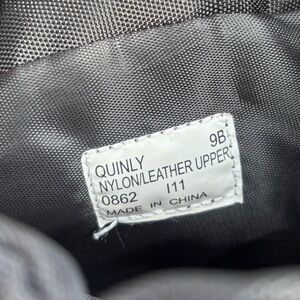 QUINLY 9B
NYLON/LEATHER UPPER
0862 I11
MADE IN CHINA